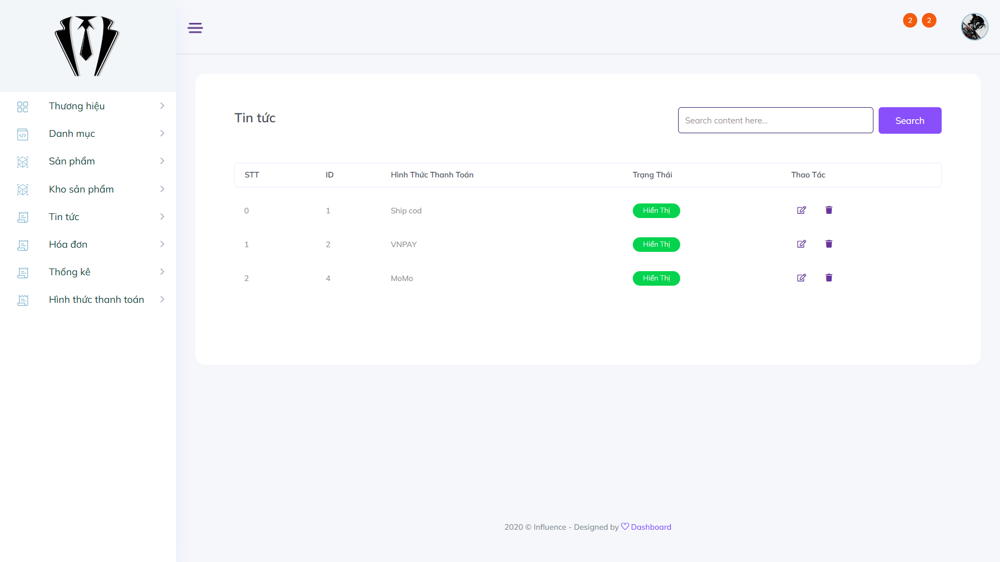 2 2
Thương hiệu
Danh mục
Sản phẩm
Kho sản phẩm
Tin tức
Hóa đơn
Thống kê
Hình thức thanh toán
Tin tức
Search content here...
Search
STT ID Hình Thức Thanh Toán Trạng Thái Thao Tác
0 1 Ship cod Hiển Thị
1 2 VNPAY Hiển Thị
2 4 MoMo Hiển Thị
2020 © Influence - Designed by ♡ Dashboard